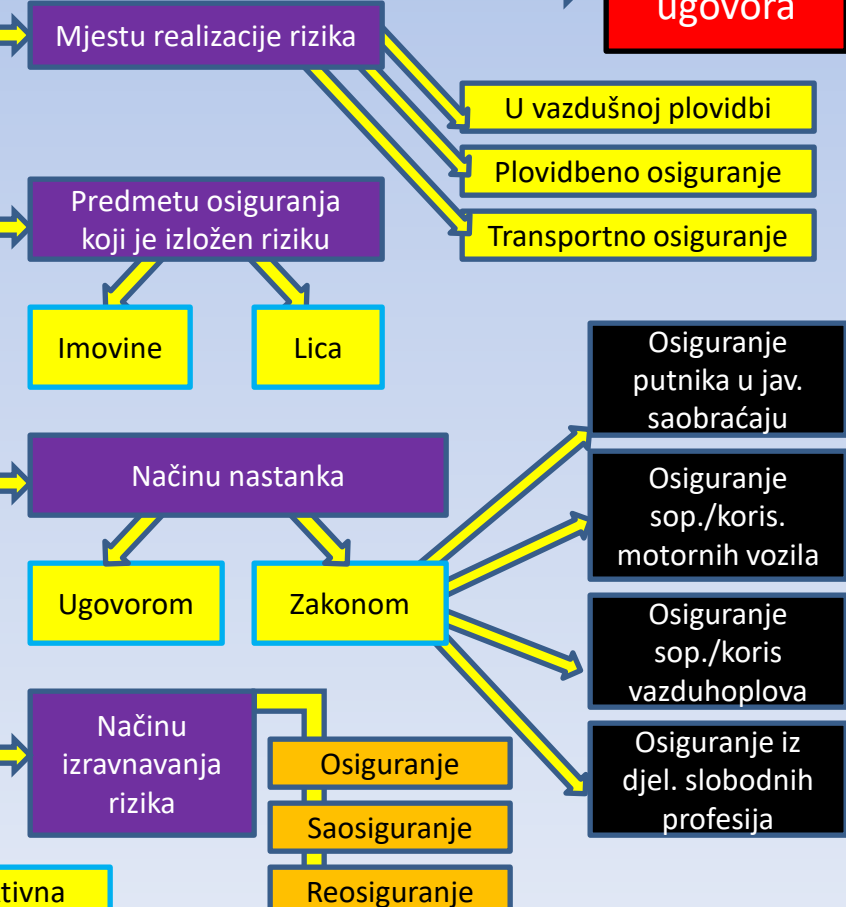 ugovora
Mjestu realizacije rizika
U vazdušnoj plovidbi
Plovidbeno osiguranje
Transportno osiguranje
Predmetu osiguranja
koji je izložen riziku
Imovine
Lica
Osiguranje
putnika u jav.
saobraćaju
Načinu nastanka
Osiguranje
sop./koris.
motornih vozila
Ugovorom
Zakonom
Osiguranje
sop./koris
vazduhoplova
Načinu
izravnavanja
rizika
Osiguranje
Saosiguranje
Reosiguranje
Osiguranje iz
djel. slobodnih
profesija
tivna